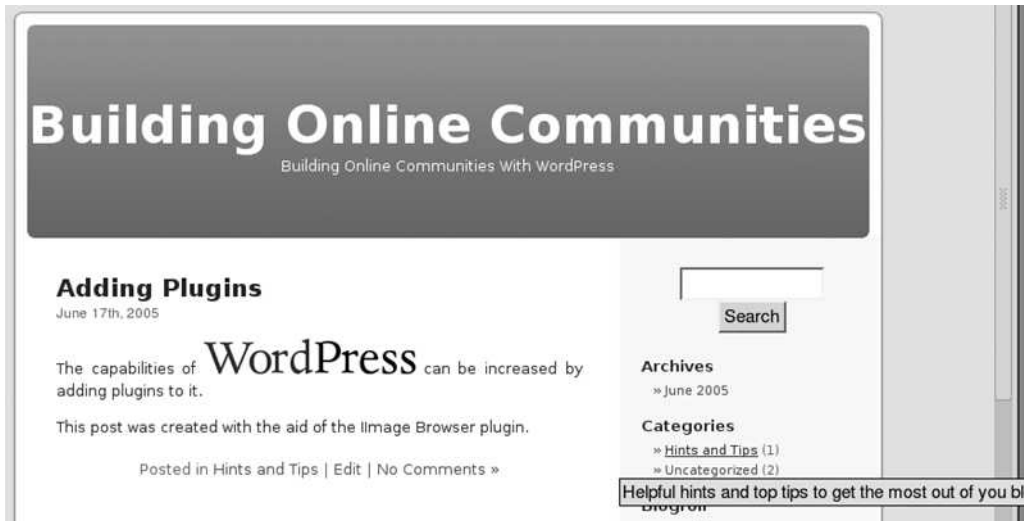 Building Online Communities
Building Online Communities With WordPress
Adding Plugins
June 17th, 2005
The capabilities of WORDPRESS can be increased by
adding plugins to it.
This post was created with the aid of the IImage Browser plugin.
Posted in Hints and Tips | Edit | No Comments »
Search
Archives
» June 2005
Categories
» Hints and Tips (1)
» Uncategorized (2)
Helpful hints and top tips to get the most out of you bl
Blogroll